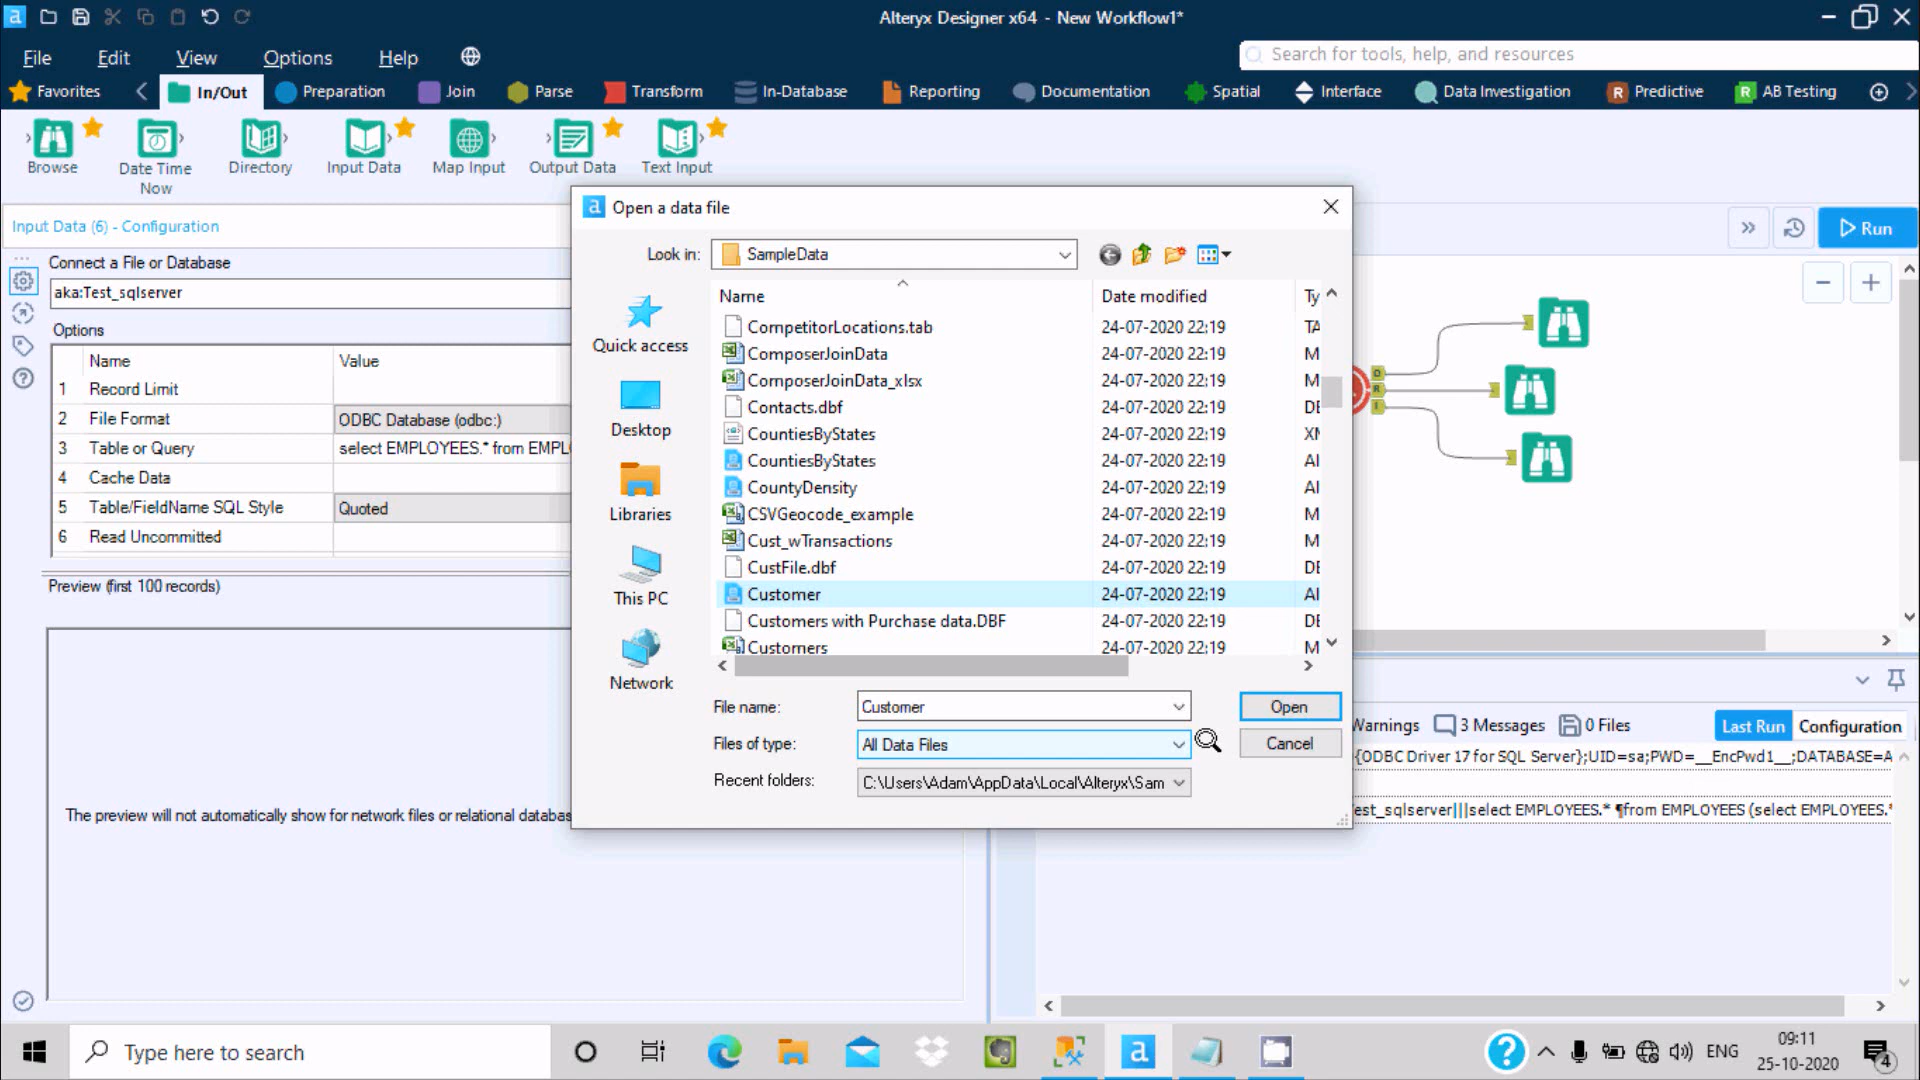 Alteryx Designer x64 - New Workflow1*
File Edit View Options Help
Search for tools, help, and resources
Favorites In/Out Preparation Join Parse Transform In-Database Reporting Documentation Spatial Interface Data Investigation Predictive AB Testing
Browse
Date Time Now
Directory
Input Data
Map Input
Output Data
Text Input
Input Data (6) - Configuration
Run
Connect a File or Database
aka:Test_sqlserver
Options
Name Value
1 Record Limit
2 File Format ODBC Database (odbc:)
3 Table or Query select EMPLOYEES.* from EMPL
4 Cache Data
5 Table/FieldName SQL Style Quoted
6 Read Uncommitted
Preview (first 100 records)
The preview will not automatically show for network files or relational databas
Open a data file
Look in: SampleData
Quick access
Desktop
Libraries
This PC
Network
Name Date modified Ty
CompetitorLocations.tab 24-07-2020 22:19 TA
ComposerJoinData 24-07-2020 22:19 M
ComposerJoinData_xlsx 24-07-2020 22:19 M
Contacts.dbf 24-07-2020 22:19 DE
CountiesByStates 24-07-2020 22:19 XM
CountiesByStates 24-07-2020 22:19 Al
CountyDensity 24-07-2020 22:19 Al
CSVGeocode_example 24-07-2020 22:19 M
Cust_wTransactions 24-07-2020 22:19 M
CustFile.dbf 24-07-2020 22:19 DE
Customer 24-07-2020 22:19 Al
Customers with Purchase data.DBF 24-07-2020 22:19 DE
Customers 24-07-2020 22:19 M
File name: Customer Open
Files of type: All Data Files Cancel
Recent folders: C:\Users\Adam\AppData\Local\Alteryx\Sam
O
R
I
Warnings 3 Messages 0 Files Last Run Configuration
{ODBC Driver 17 for SQL Server};UID=sa;PWD=__EncPwd1__;DATABASE=A
est_sqlserver|||select EMPLOYEES.* ¶from EMPLOYEES (select EMPLOYEES.*
Type here to search
ENG
09:11
25-10-2020
4